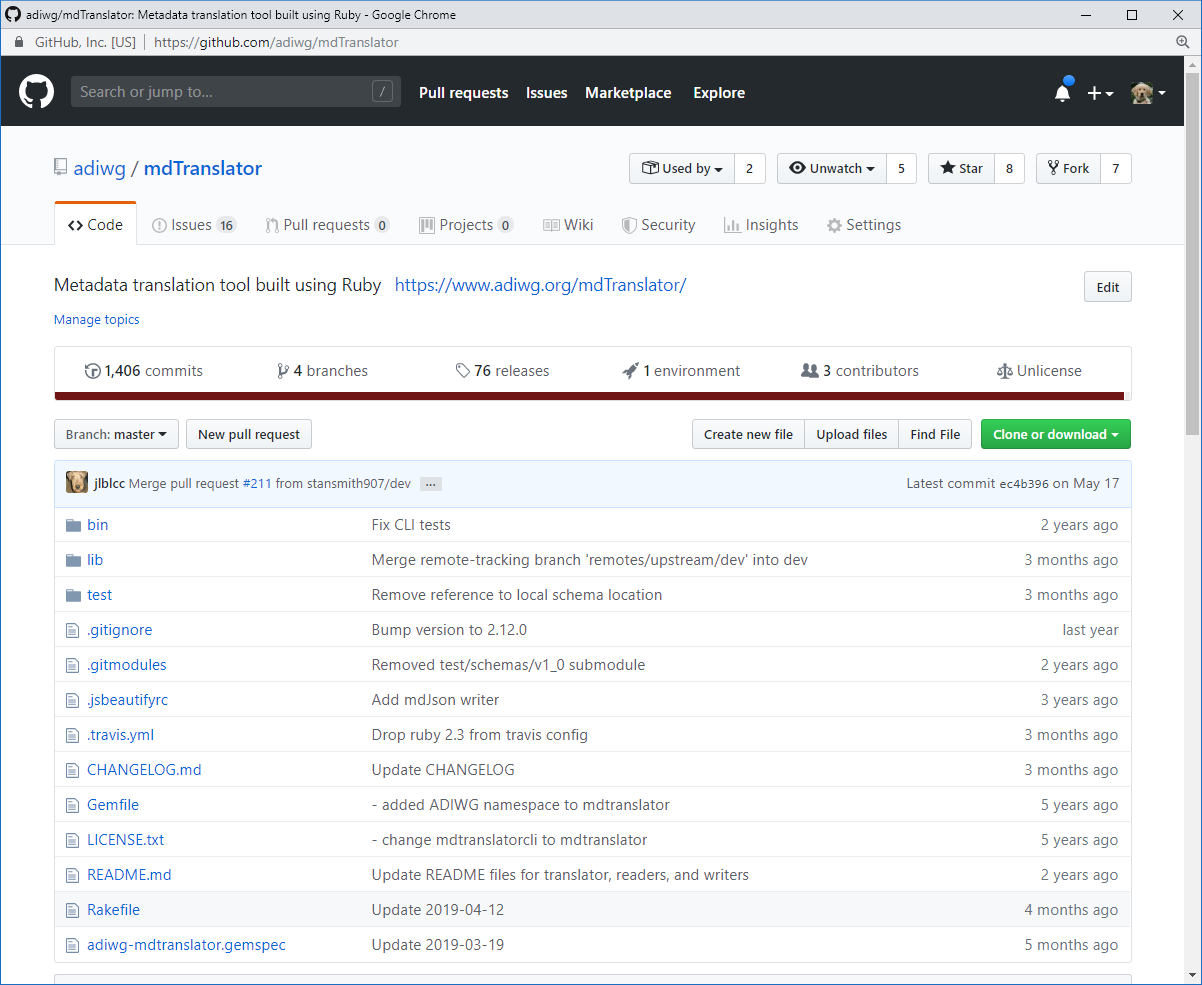 adiwg/mdTranslator: Metadata translation tool built using Ruby - Google Chrome
GitHub, Inc. [US] | https://github.com/adiwg/mdTranslator
Search or jump to... / Pull requests Issues Marketplace Explore
adiwg / mdTranslator Used by 2 Unwatch 5 Star 8 Fork 7
Code Issues 16 Pull requests 0 Projects 0 Wiki Security Insights Settings
Metadata translation tool built using Ruby https://www.adiwg.org/mdTranslator/ Edit
Manage topics
1,406 commits 4 branches 76 releases 1 environment 3 contributors Unlicense
Branch: master New pull request Create new file Upload files Find File Clone or download
jlblcc Merge pull request #211 from stansmith907/dev ... Latest commit ec4b396 on May 17
bin Fix CLI tests 2 years ago
lib Merge remote-tracking branch 'remotes/upstream/dev' into dev 3 months ago
test Remove reference to local schema location 3 months ago
.gitignore Bump version to 2.12.0 last year
.gitmodules Removed test/schemas/v1_0 submodule 2 years ago
.jsbeautifyrc Add mdJson writer 3 years ago
.travis.yml Drop ruby 2.3 from travis config 3 months ago
CHANGELOG.md Update CHANGELOG 3 months ago
Gemfile - added ADIWG namespace to mdtranslator 5 years ago
LICENSE.txt - change mdtranslatorcli to mdtranslator 5 years ago
README.md Update README files for translator, readers, and writers 2 years ago
Rakefile Update 2019-04-12 4 months ago
adiwg-mdtranslator.gemspec Update 2019-03-19 5 months ago